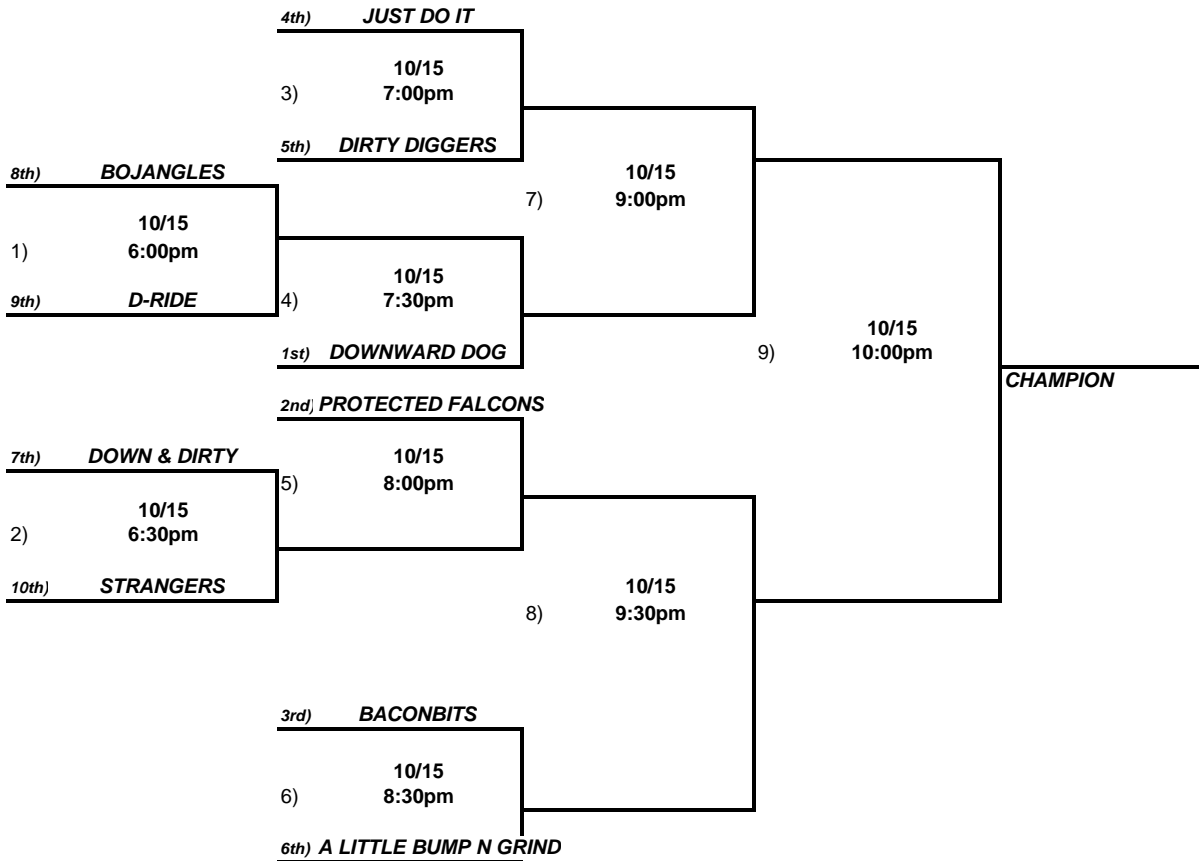 4th) JUST DO IT
10/15
3) 7:00pm
5th) DIRTY DIGGERS
8th) BOJANGLES
10/15
7) 9:00pm
10/15
1) 6:00pm
10/15
9th) D-RIDE
4) 7:30pm
10/15
9) 10:00pm
1st) DOWNWARD DOG
CHAMPION
2nd) PROTECTED FALCONS
7th) DOWN & DIRTY
10/15
5) 8:00pm
10/15
2) 6:30pm
10th) STRANGERS
10/15
8) 9:30pm
3rd) BACONBITS
10/15
6) 8:30pm
6th) A LITTLE BUMP N GRIND